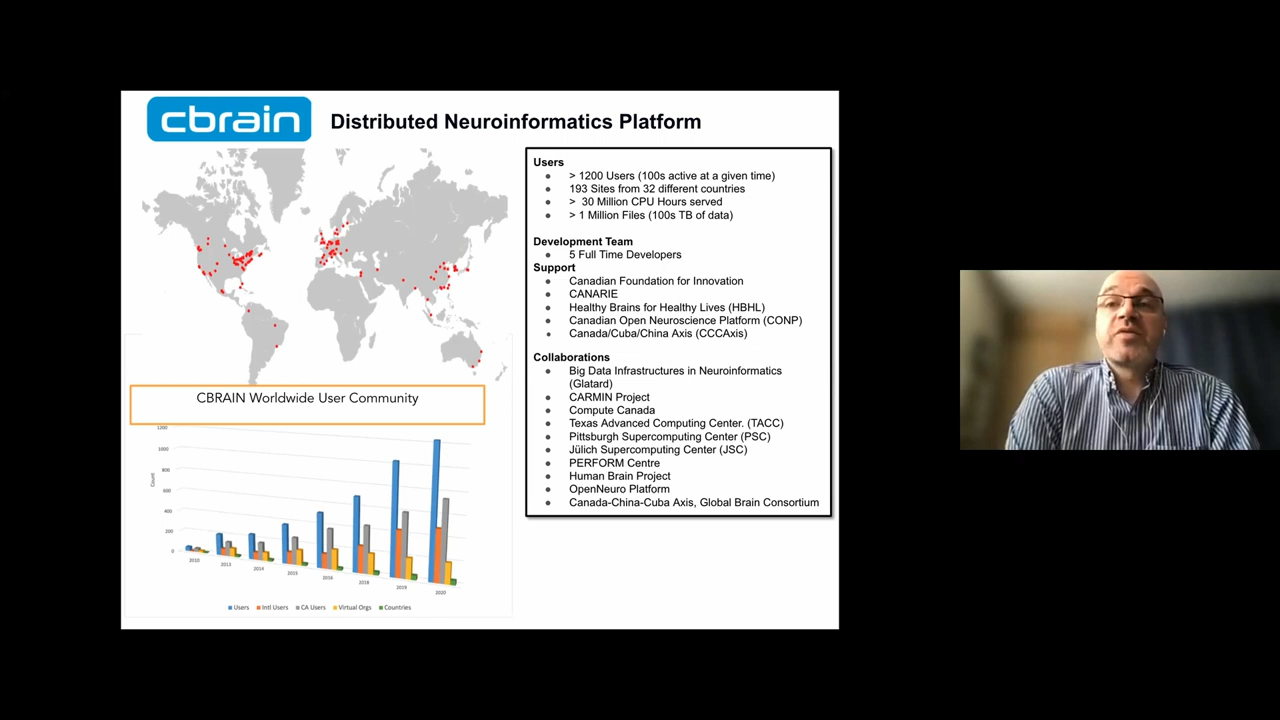 cbrain
Distributed Neuroinformatics Platform
Users
> 1200 Users (100s active at a given time)
193 Sites from 32 different countries
> 30 Million CPU Hours served
> 1 Million Files (100s TB of data)
Development Team
5 Full Time Developers
Support
Canadian Foundation for Innovation
CANARIE
Healthy Brains for Healthy Lives (HBHL)
Canadian Open Neuroscience Platform (CONP)
Canada/Cuba/China Axis (CCCAxis)
Collaborations
Big Data Infrastructures in Neuroinformatics
(Glatard)
CARMIN Project
Compute Canada
Texas Advanced Computing Center. (TACC)
Pittsburgh Supercomputing Center (PSC)
Jülich Supercomputing Center (JSC)
PERFORM Centre
Human Brain Project
OpenNeuro Platform
Canada-China-Cuba Axis, Global Brain Consortium
CBRAIN Worldwide User Community
1200
1000
800
600
400
200
0
Count
2010
2013
2014
2015
2016
2018
2019
2020
Users Intl Users CA Users Virtual Orgs Countries